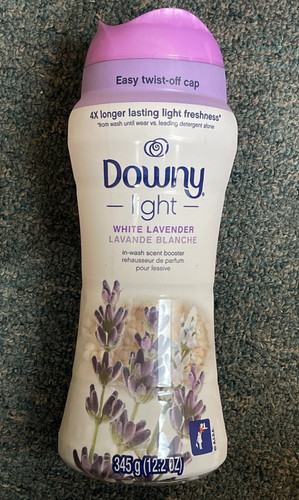 Easy twist-off cap
4X longer lasting light freshness*
*from wash until wear vs. leading detergent alone
Downy
light
WHITE LAVENDER
LAVANDE BLANCHE
in-wash scent booster
rehausseur de parfum
pour lessive
345 g (12.2 OZ)